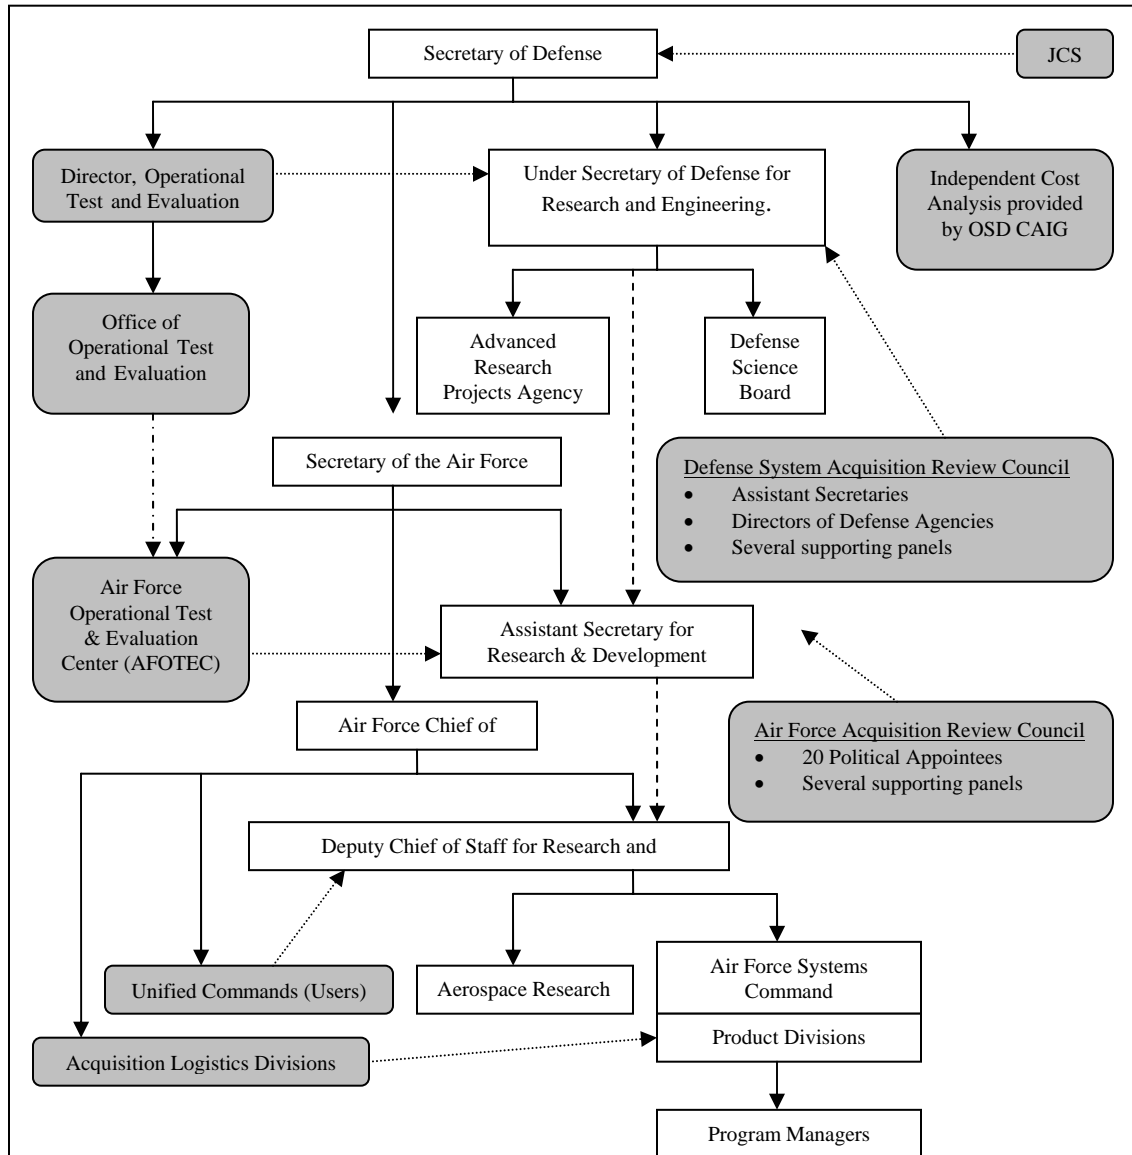 Secretary of Defense
JCS
Director, Operational
Test and Evaluation
Under Secretary of Defense for
Research and Engineering.
Independent Cost
Analysis provided
by OSD CAIG
Office of
Operational Test
and Evaluation
Advanced
Research
Projects Agency
Defense
Science
Board
Secretary of the Air Force
Defense System Acquisition Review Council
• Assistant Secretaries
• Directors of Defense Agencies
• Several supporting panels
Air Force
Operational Test
& Evaluation
Center (AFOTEC)
Assistant Secretary for
Research & Development
Air Force Chief of
Air Force Acquisition Review Council
• 20 Political Appointees
• Several supporting panels
Deputy Chief of Staff for Research and
Unified Commands (Users)
Aerospace Research
Air Force Systems
Command
Product Divisions
Acquisition Logistics Divisions
Program Managers